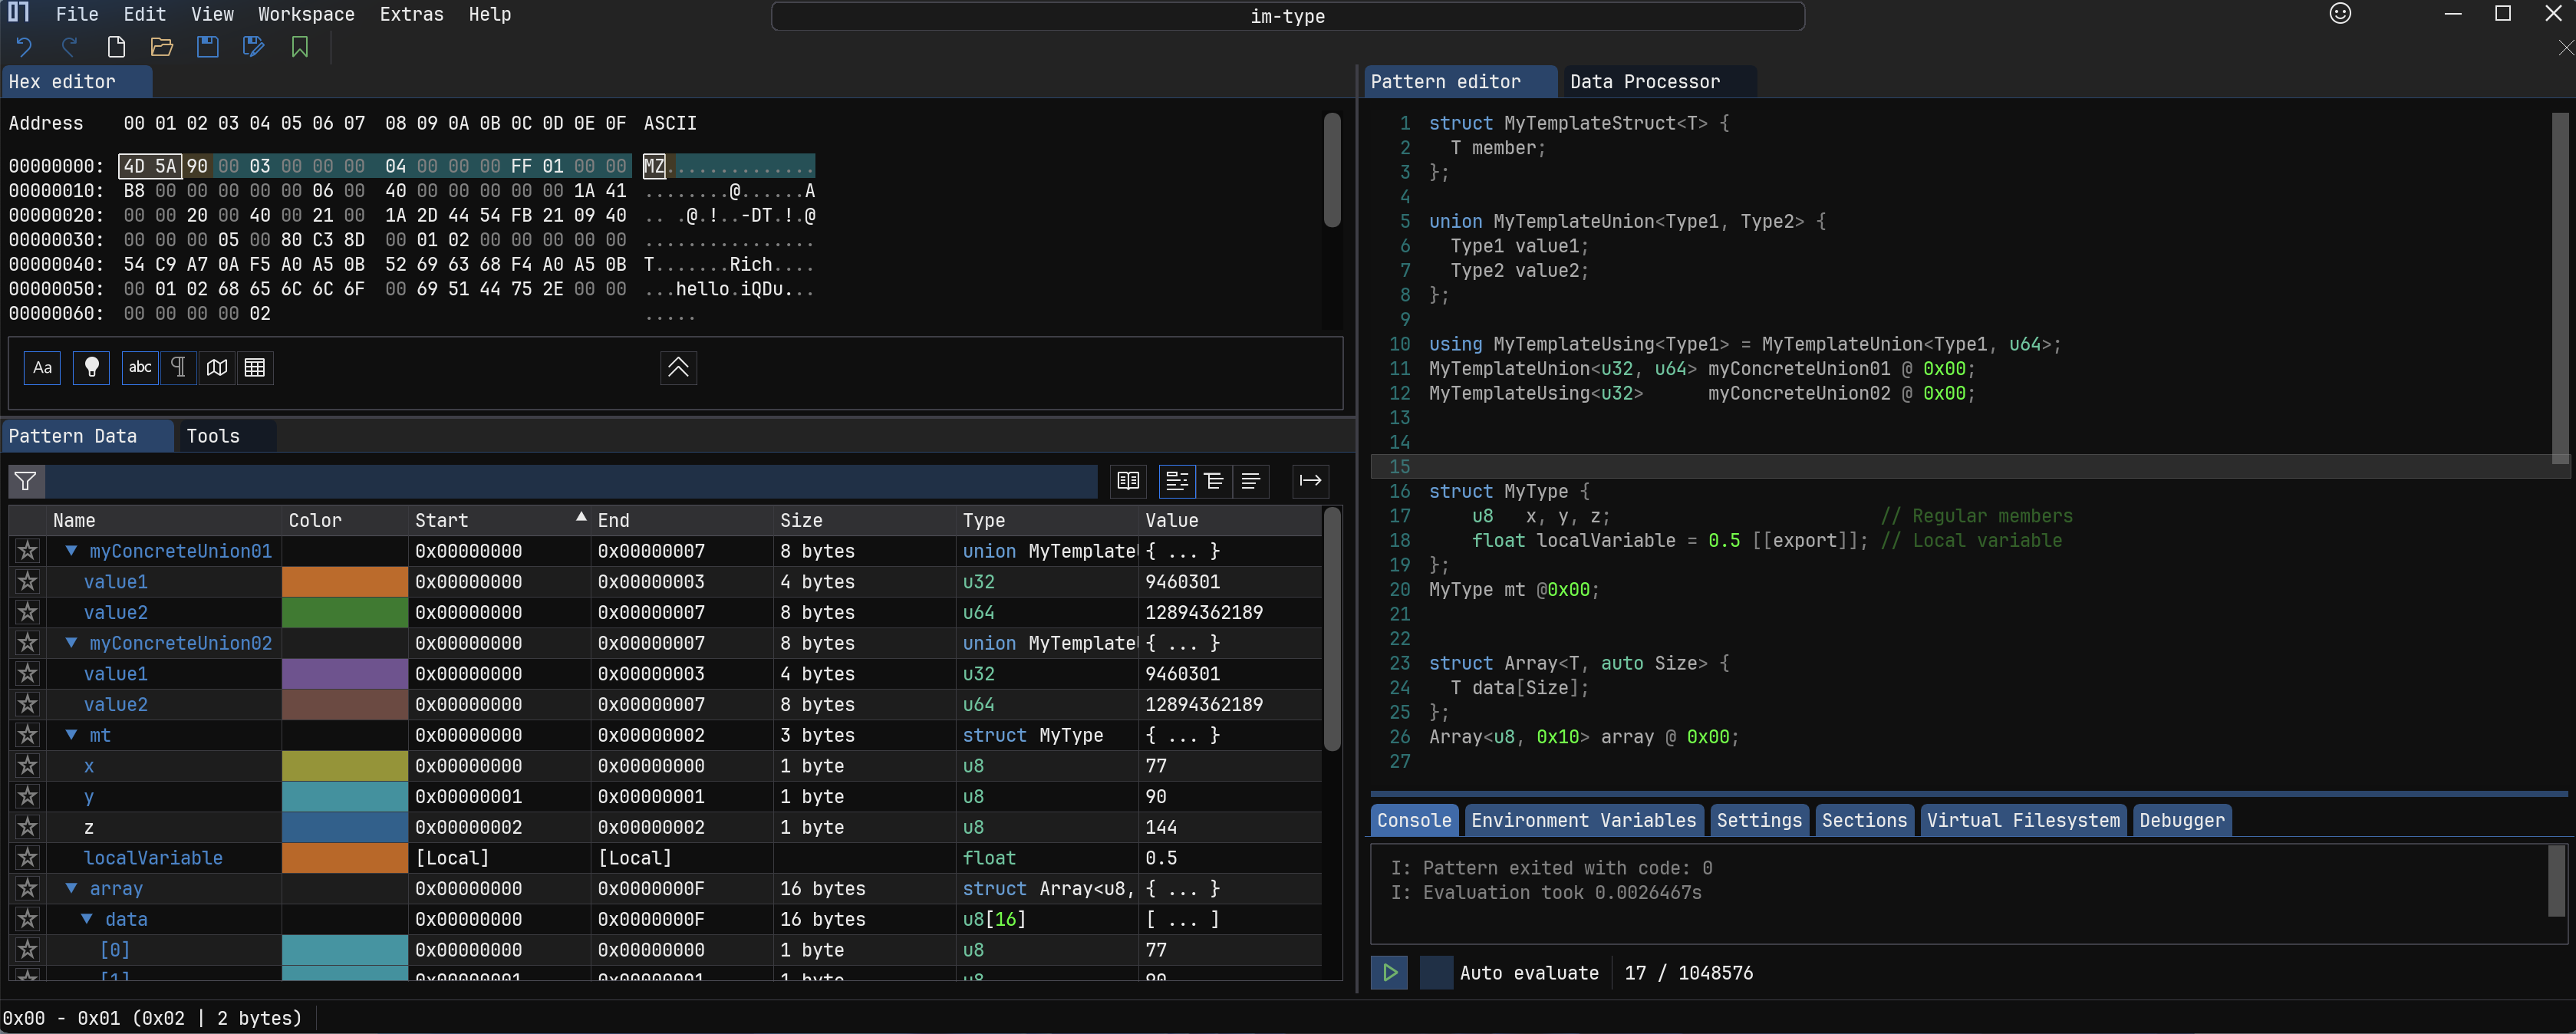 File Edit View Workspace Extras Help
im-type
Hex editor
Address 00 01 02 03 04 05 06 07 08 09 0A 0B 0C 0D 0E 0F ASCII
00000000: 4D 5A 90 00 03 00 00 00 04 00 00 00 FF 01 00 00 MZ..............
00000010: B8 00 00 00 00 00 06 00 40 00 00 00 00 00 1A 41 ........@......A
00000020: 00 00 20 00 40 00 21 00 1A 2D 44 54 FB 21 09 40 .. .@.!..-DT.!.@
00000030: 00 00 00 05 00 80 C3 8D 00 01 02 00 00 00 00 00 ................
00000040: 54 C9 A7 0A F5 A0 A5 0B 52 69 63 68 F4 A0 A5 0B T.......Rich....
00000050: 00 01 02 68 65 6C 6C 6F 00 69 51 44 75 2E 00 00 ...hello.iQDu...
00000060: 00 00 00 00 02 .....
Aa abc
Pattern Data Tools
Name Color Start End Size Type Value
myConcreteUnion01 0x00000000 0x00000007 8 bytes union MyTemplateU { ... }
value1 0x00000000 0x00000003 4 bytes u32 9460301
value2 0x00000000 0x00000007 8 bytes u64 12894362189
myConcreteUnion02 0x00000000 0x00000007 8 bytes union MyTemplateU { ... }
value1 0x00000000 0x00000003 4 bytes u32 9460301
value2 0x00000000 0x00000007 8 bytes u64 12894362189
mt 0x00000000 0x00000002 3 bytes struct MyType { ... }
x 0x00000000 0x00000000 1 byte u8 77
y 0x00000001 0x00000001 1 byte u8 90
z 0x00000002 0x00000002 1 byte u8 144
localVariable [Local] [Local] float 0.5
array 0x00000000 0x0000000F 16 bytes struct Array<u8, { ... }
data 0x00000000 0x0000000F 16 bytes u8[16] [ ... ]
[0] 0x00000000 0x00000000 1 byte u8 77
[1] 0x00000001 0x00000001 1 byte u8 90
0x00 - 0x01 (0x02 | 2 bytes)
Pattern editor Data Processor
1 struct MyTemplateStruct<T> {
2 T member;
3 };
4
5 union MyTemplateUnion<Type1, Type2> {
6 Type1 value1;
7 Type2 value2;
8 };
9
10 using MyTemplateUsing<Type1> = MyTemplateUnion<Type1, u64>;
11 MyTemplateUnion<u32, u64> myConcreteUnion01 @ 0x00;
12 MyTemplateUsing<u32> myConcreteUnion02 @ 0x00;
13
14
15
16 struct MyType {
17 u8 x, y, z; // Regular members
18 float localVariable = 0.5 [[export]]; // Local variable
19 };
20 MyType mt @0x00;
21
22
23 struct Array<T, auto Size> {
24 T data[Size];
25 };
26 Array<u8, 0x10> array @ 0x00;
27
Console Environment Variables Settings Sections Virtual Filesystem Debugger
I: Pattern exited with code: 0
I: Evaluation took 0.0026467s
Auto evaluate 17 / 1048576